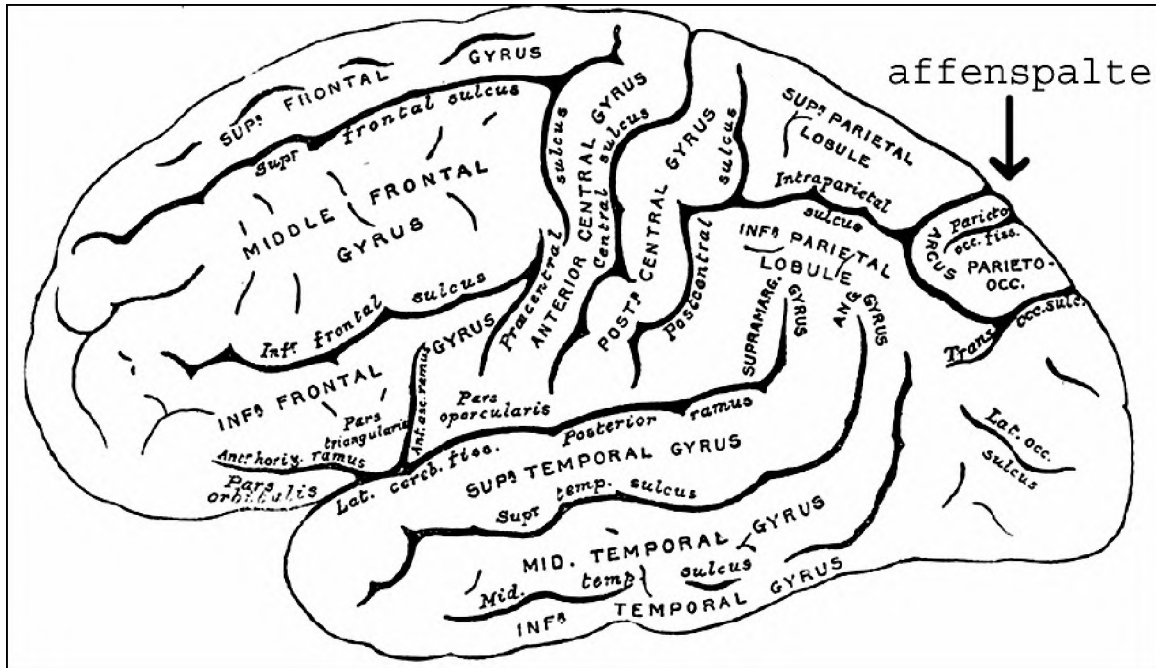 affenspalte
SUPR. FRONTAL GYRUS
Supr frontal sulcus
MIDDLE FRONTAL
GYRUS
Infr frontal sulcus
INFR. FRONTAL GYRUS
Præcentral sulcus
ANTERIOR CENTRAL GYRUS
Central sulcus
POSTR. CENTRAL GYRUS
Postcentral sulcus
SUPR. PARIETAL
LOBULE
Intraparietal
sulcus
INFR. PARIETAL
LOBULE
SUPRAMARG. GYRUS
ANG. GYRUS
ARCUS
PARIETO-
OCC.
Parieto
occ. fiss.
Trans. occ. sulc.
Lat. occ.
sulcus
Ant. asc. ramus
Pars
opercularis
Pars
triangularis
Ant. horiz. ramus
Pars
orbitalis
Lat. cereb. fiss. Posterior ramus
SUPR. TEMPORAL GYRUS
Supr temp. sulcus
MID. TEMPORAL GYRUS
Mid. temp. sulcus
INFR. TEMPORAL GYRUS